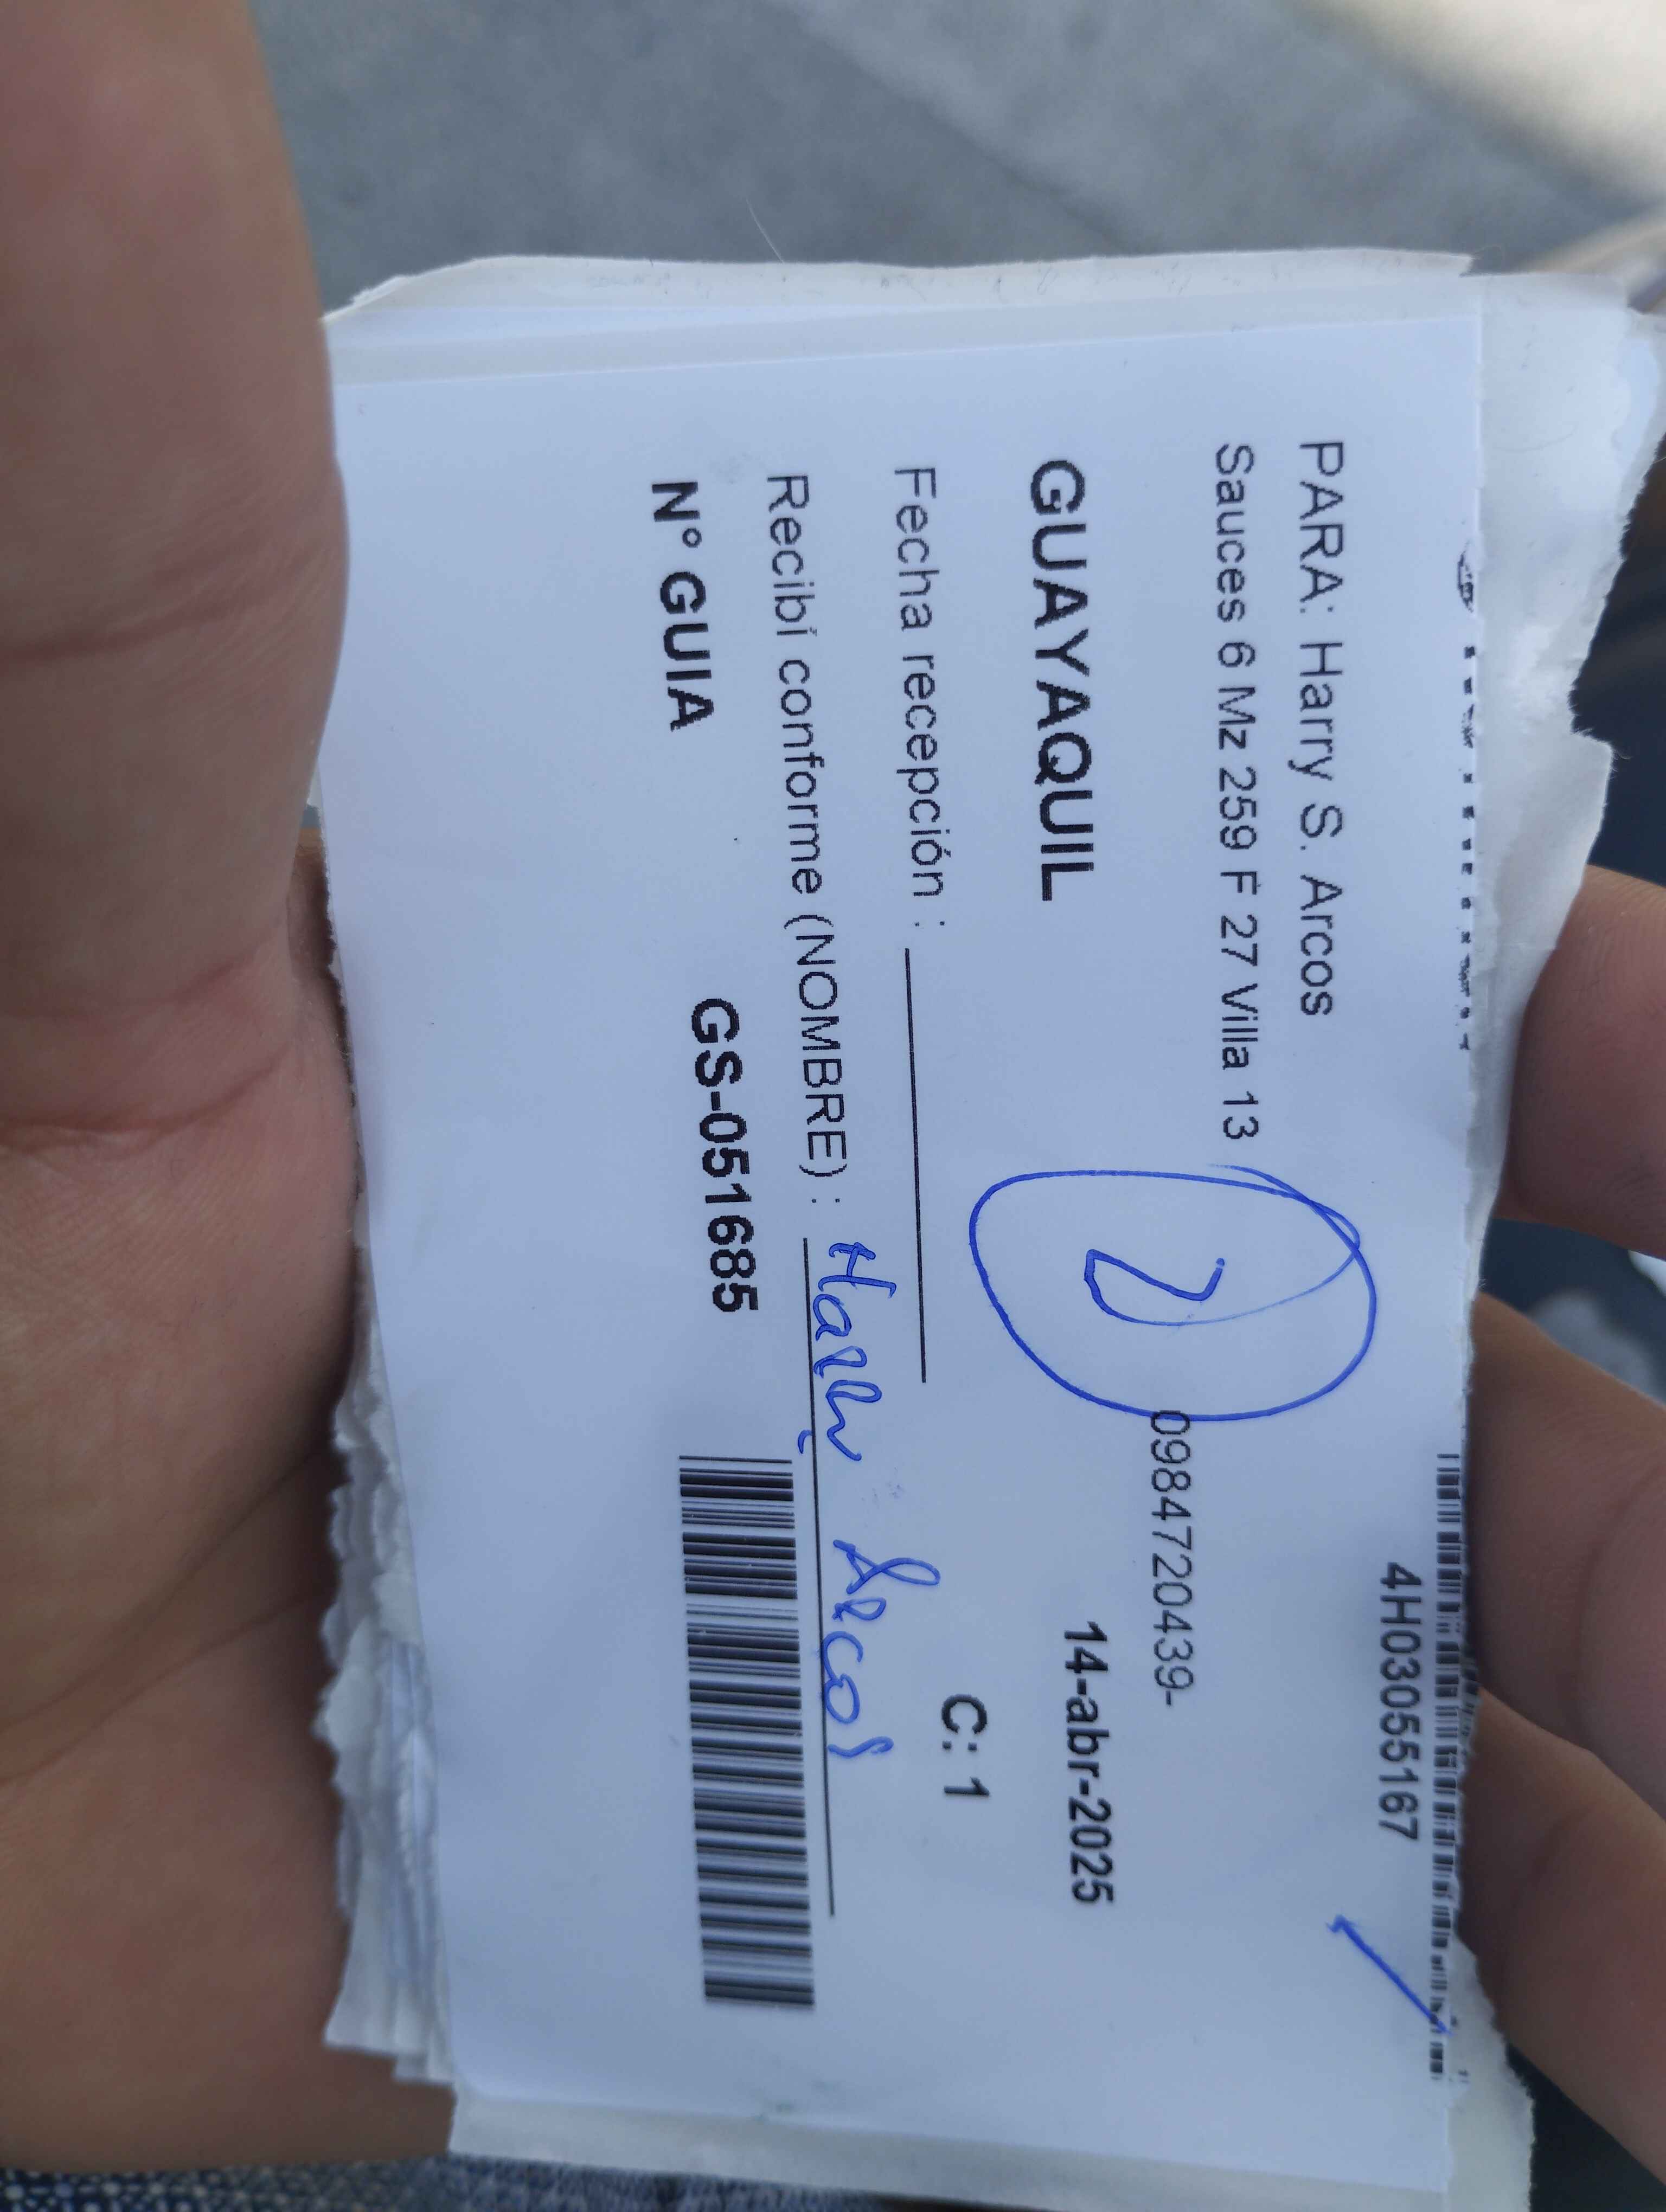 4H03055167
PARA: Harry S. Arcos
Sauces 6 Mz 259 F 27 Villa 13
2
0984720439-
GUAYAQUIL
14-abr-2025
Fecha recepción :
C: 1
Recibí conforme (NOMBRE) : Harry Arcos
N° GUIA GS-051685